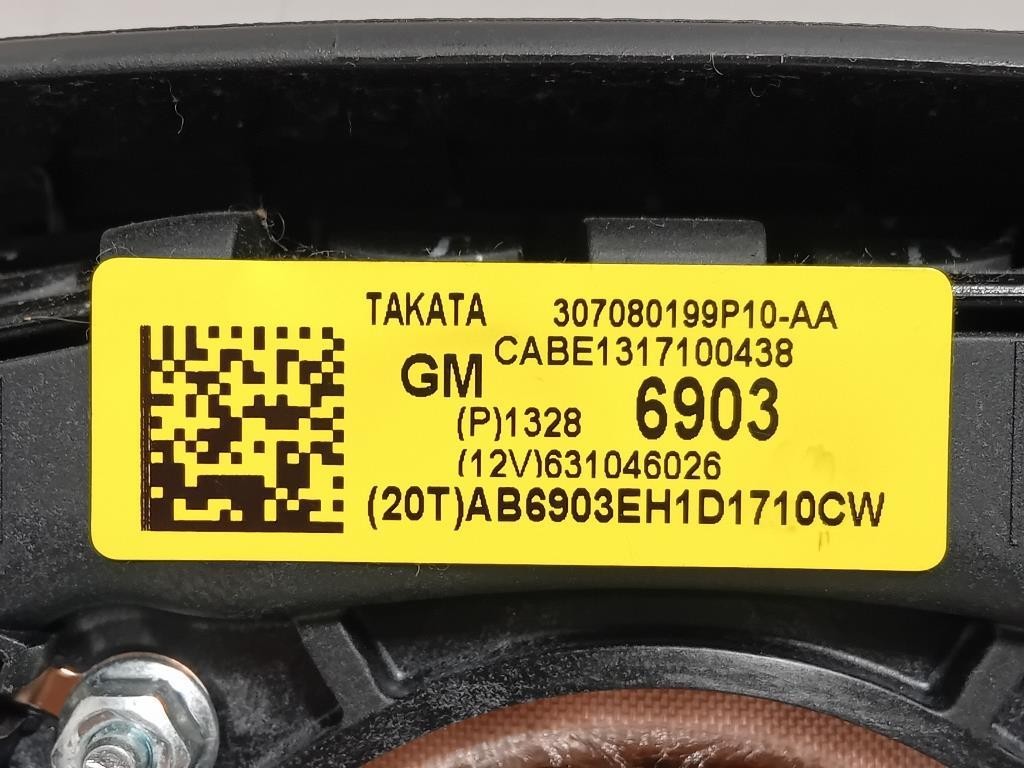 TAKATA 307080199P10-AA
CABE1317100438
GM
(P)1328 6903
(12V)631046026
(20T)AB6903EH1D1710CW